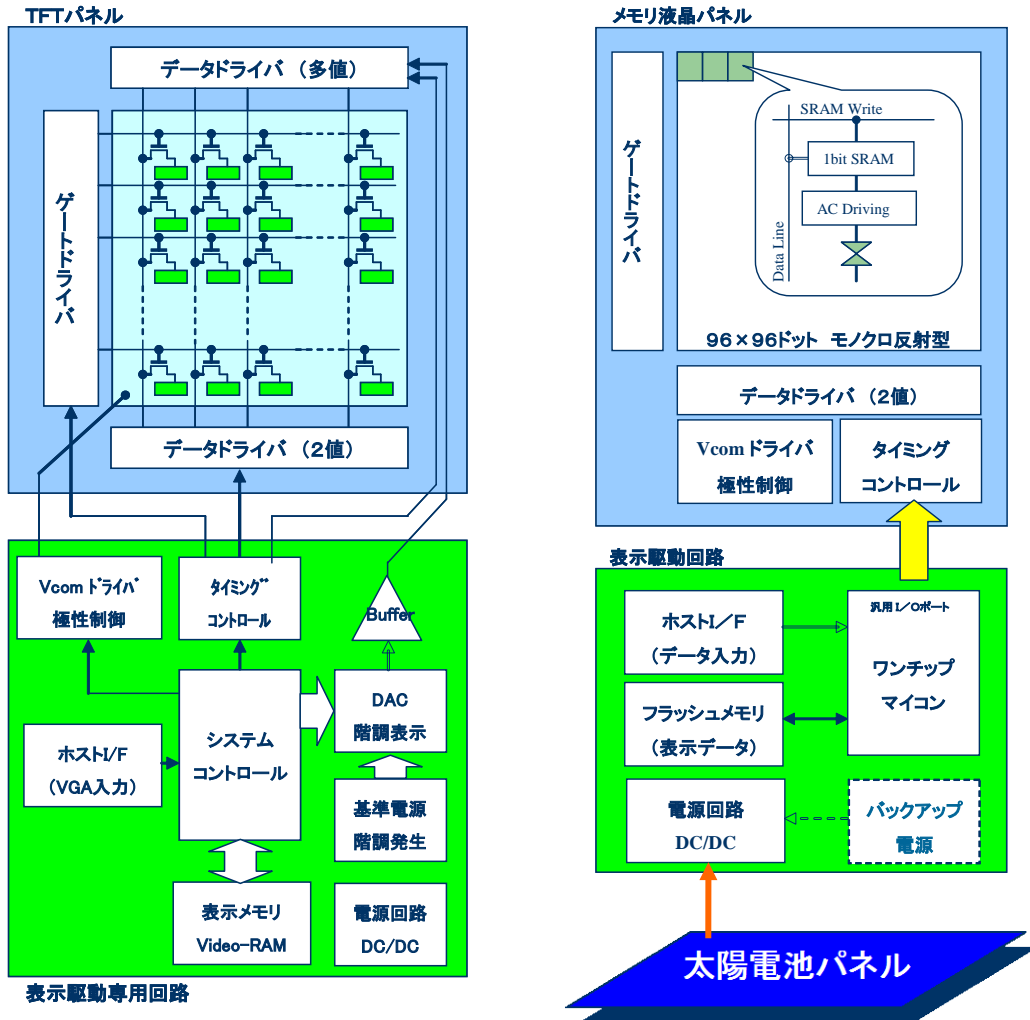 TFTパネル
データドライバ (多値)
ゲートドライバ
データドライバ (2値)
Vcom ドライバ
極性制御
タイミング
コントロール
Buffer
システム
コントロール
DAC
階調表示
ホストI/F
(VGA入力)
基準電源
階調発生
表示メモリ
Video-RAM
電源回路
DC/DC
表示駆動専用回路
メモリ液晶パネル
ゲートドライバ
SRAM Write
1bit SRAM
AC Driving
Data Line
96×96ドット モノクロ反射型
データドライバ (2値)
Vcom ドライバ
極性制御
タイミング
コントロール
表示駆動回路
ホストI/F
(データ入力)
汎用 I/Oポート
ワンチップ
マイコン
フラッシュメモリ
(表示データ)
電源回路
DC/DC
バックアップ
電源
太陽電池パネル